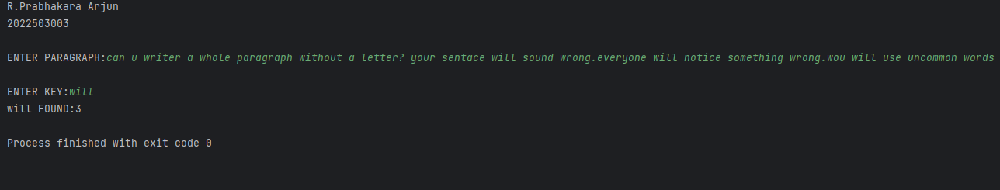 R.Prabhakara Arjun
2022503003
ENTER PARAGRAPH:can u writer a whole paragraph without a letter? your sentace will sound wrong.everyone will notice something wrong.wou will use uncommon words
ENTER KEY:will
will FOUND:3
Process finished with exit code 0